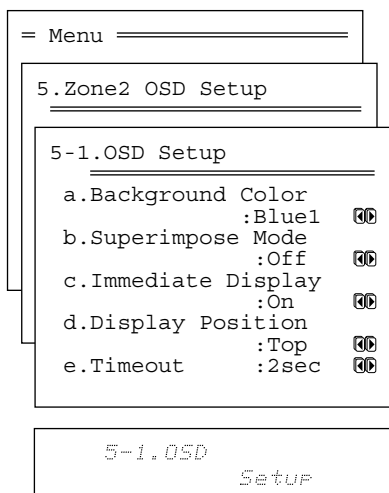 = Menu
5.Zone2 OSD Setup
5-1.OSD Setup
a.Background Color
:Blue1
b.Superimpose Mode
:Off
c.Immediate Display
:On
d.Display Position
:Top
e.Timeout :2sec
5-1.OSD
Setup